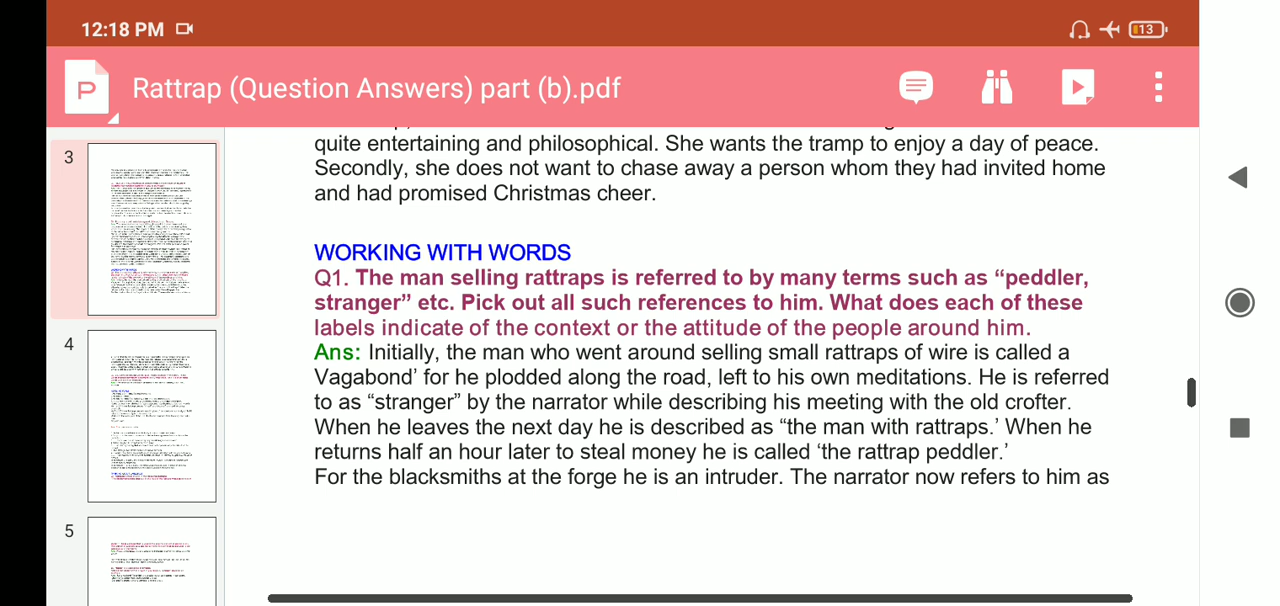 12:18 PM
13
P
Rattrap (Question Answers) part (b).pdf
3
4
5
quite entertaining and philosophical. She wants the tramp to enjoy a day of peace.
Secondly, she does not want to chase away a person whom they had invited home
and had promised Christmas cheer.
WORKING WITH WORDS
Q1. The man selling rattraps is referred to by many terms such as “peddler,
stranger” etc. Pick out all such references to him. What does each of these
labels indicate of the context or the attitude of the people around him.
Ans: Initially, the man who went around selling small rattraps of wire is called a
Vagabond’ for he plodded along the road, left to his own meditations. He is referred
to as “stranger” by the narrator while describing his meeting with the old crofter.
When he leaves the next day he is described as “the man with rattraps.’ When he
returns half an hour later to steal money he is called ‘the rattrap peddler.’
For the blacksmiths at the forge he is an intruder. The narrator now refers to him as